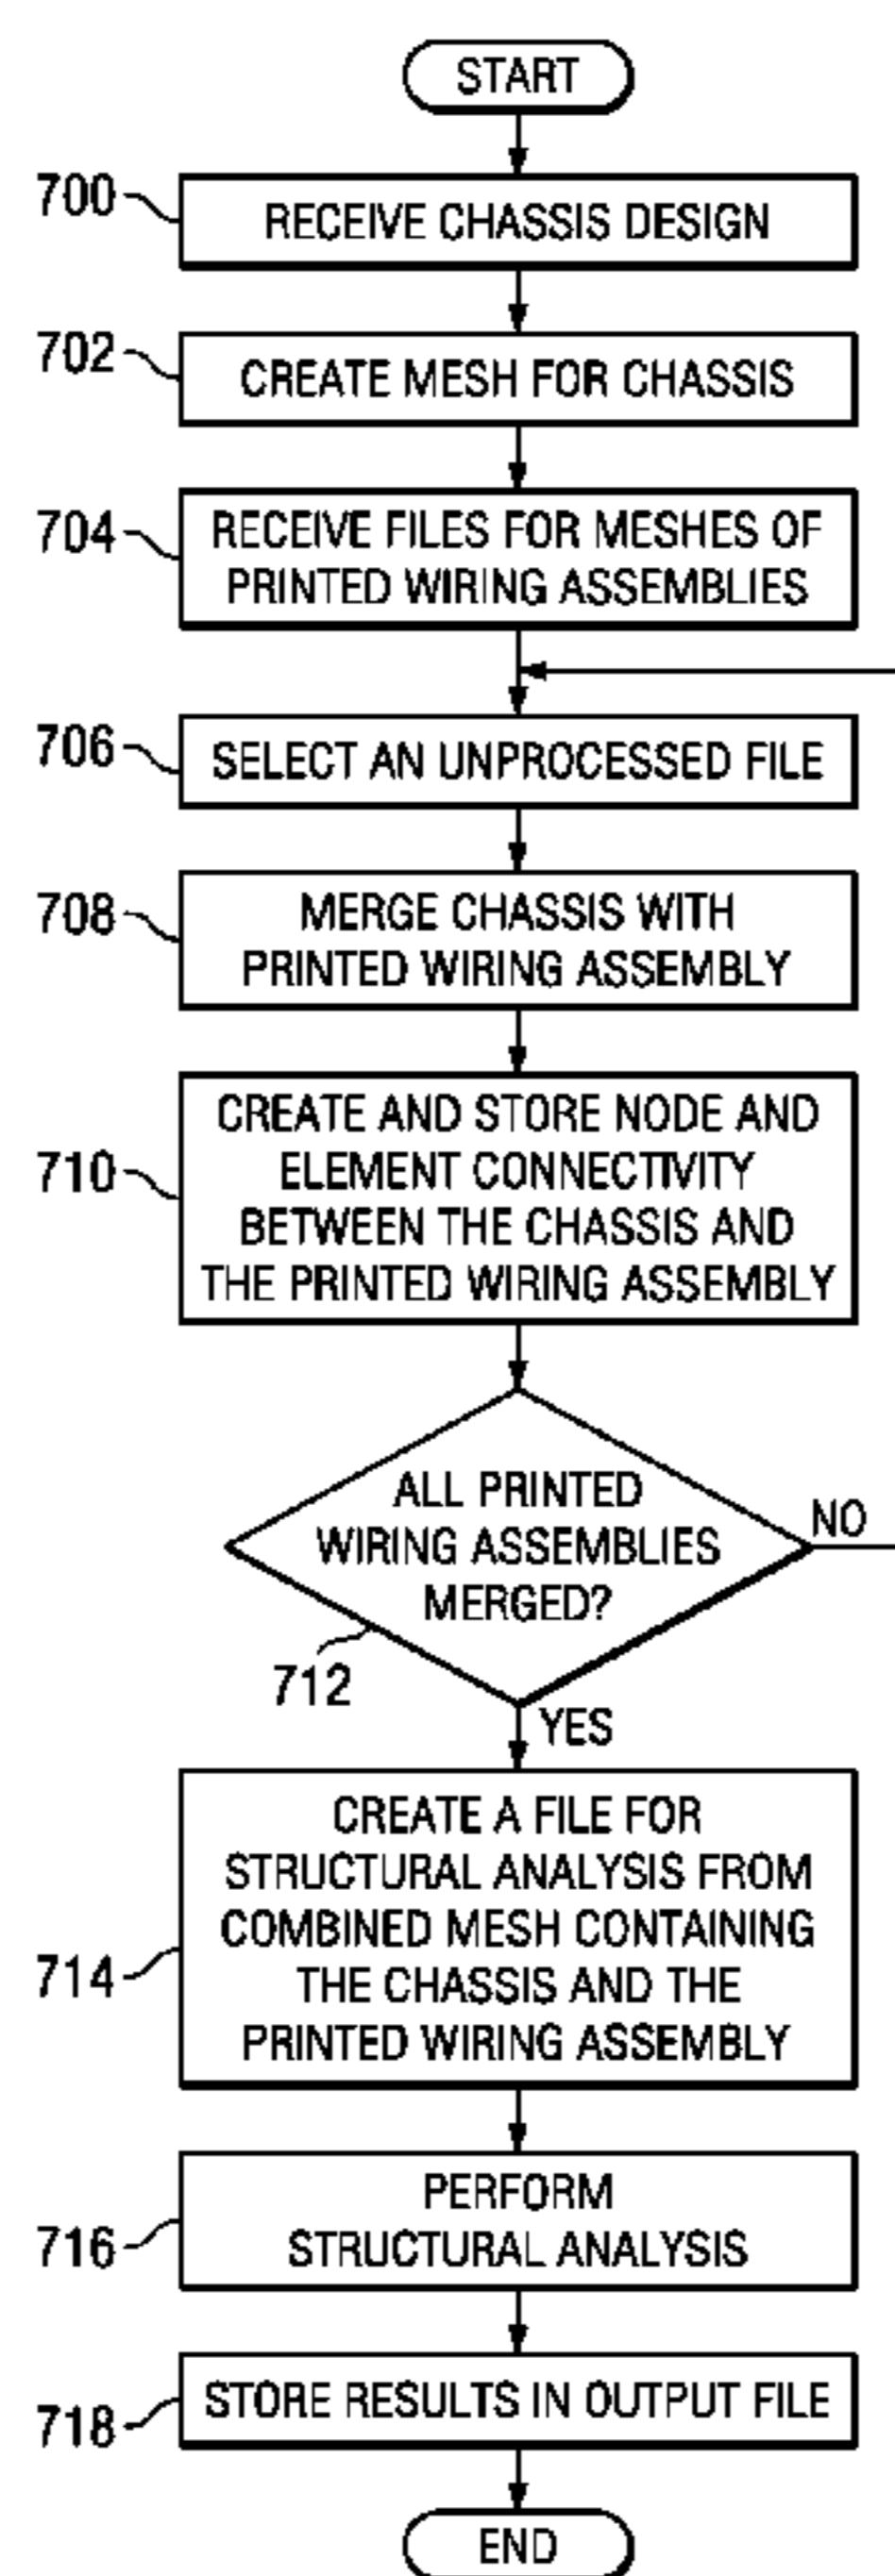 START
700
RECEIVE CHASSIS DESIGN
702
CREATE MESH FOR CHASSIS
704
RECEIVE FILES FOR MESHES OF
PRINTED WIRING ASSEMBLIES
706
SELECT AN UNPROCESSED FILE
708
MERGE CHASSIS WITH
PRINTED WIRING ASSEMBLY
710
CREATE AND STORE NODE AND
ELEMENT CONNECTIVITY
BETWEEN THE CHASSIS AND
THE PRINTED WIRING ASSEMBLY
ALL PRINTED
WIRING ASSEMBLIES
MERGED?
NO
712
YES
714
CREATE A FILE FOR
STRUCTURAL ANALYSIS FROM
COMBINED MESH CONTAINING
THE CHASSIS AND THE
PRINTED WIRING ASSEMBLY
716
PERFORM
STRUCTURAL ANALYSIS
718
STORE RESULTS IN OUTPUT FILE
END